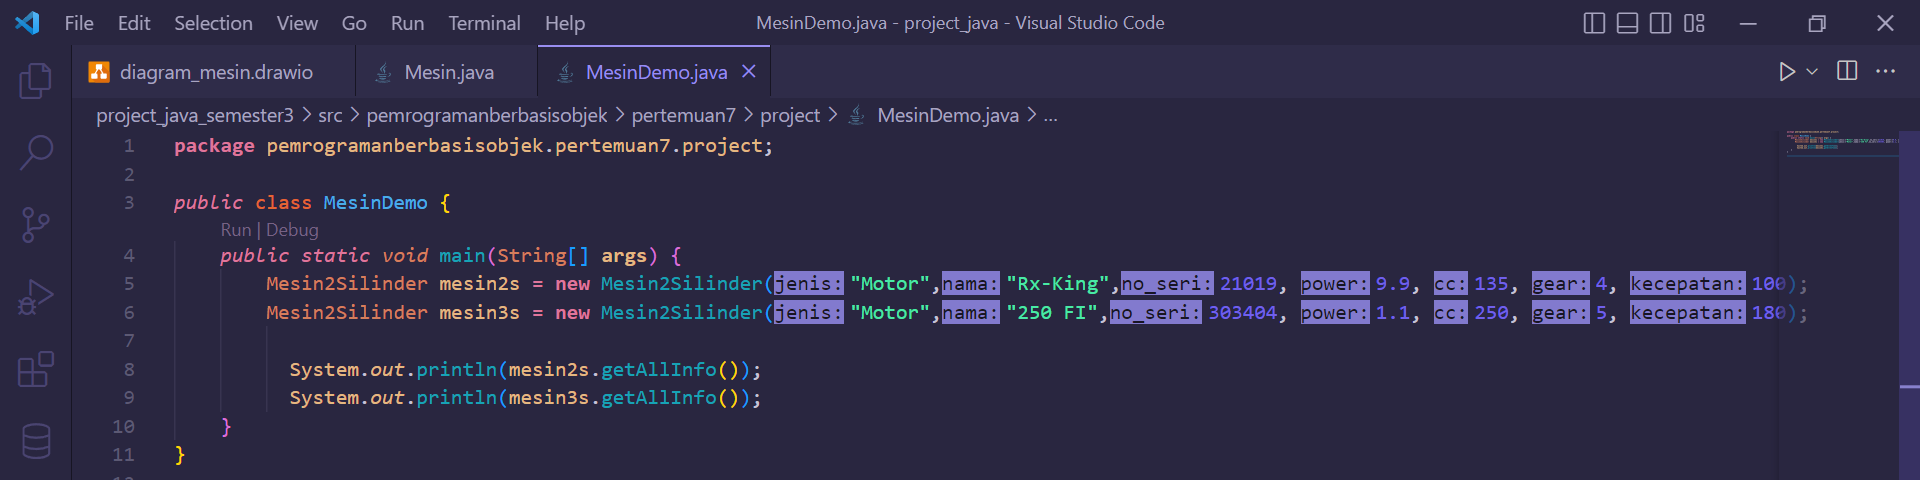 File Edit Selection View Go Run Terminal Help MesinDemo.java - project_java - Visual Studio Code
diagram_mesin.drawio Mesin.java MesinDemo.java
project_java_semester3 > src > pemrogramanberbasisobjek > pertemuan7 > project > MesinDemo.java > ...
1 package pemrogramanberbasisobjek.pertemuan7.project;
2
3 public class MesinDemo {
Run | Debug
4 public static void main(String[] args) {
5 Mesin2Silinder mesin2s = new Mesin2Silinder(jenis: "Motor",nama: "Rx-King",no_seri: 21019, power: 9.9, cc: 135, gear: 4, kecepatan: 100);
6 Mesin2Silinder mesin3s = new Mesin2Silinder(jenis: "Motor",nama: "250 FI",no_seri: 303404, power: 1.1, cc: 250, gear: 5, kecepatan: 180);
7
8 System.out.println(mesin2s.getAllInfo());
9 System.out.println(mesin3s.getAllInfo());
10 }
11 }